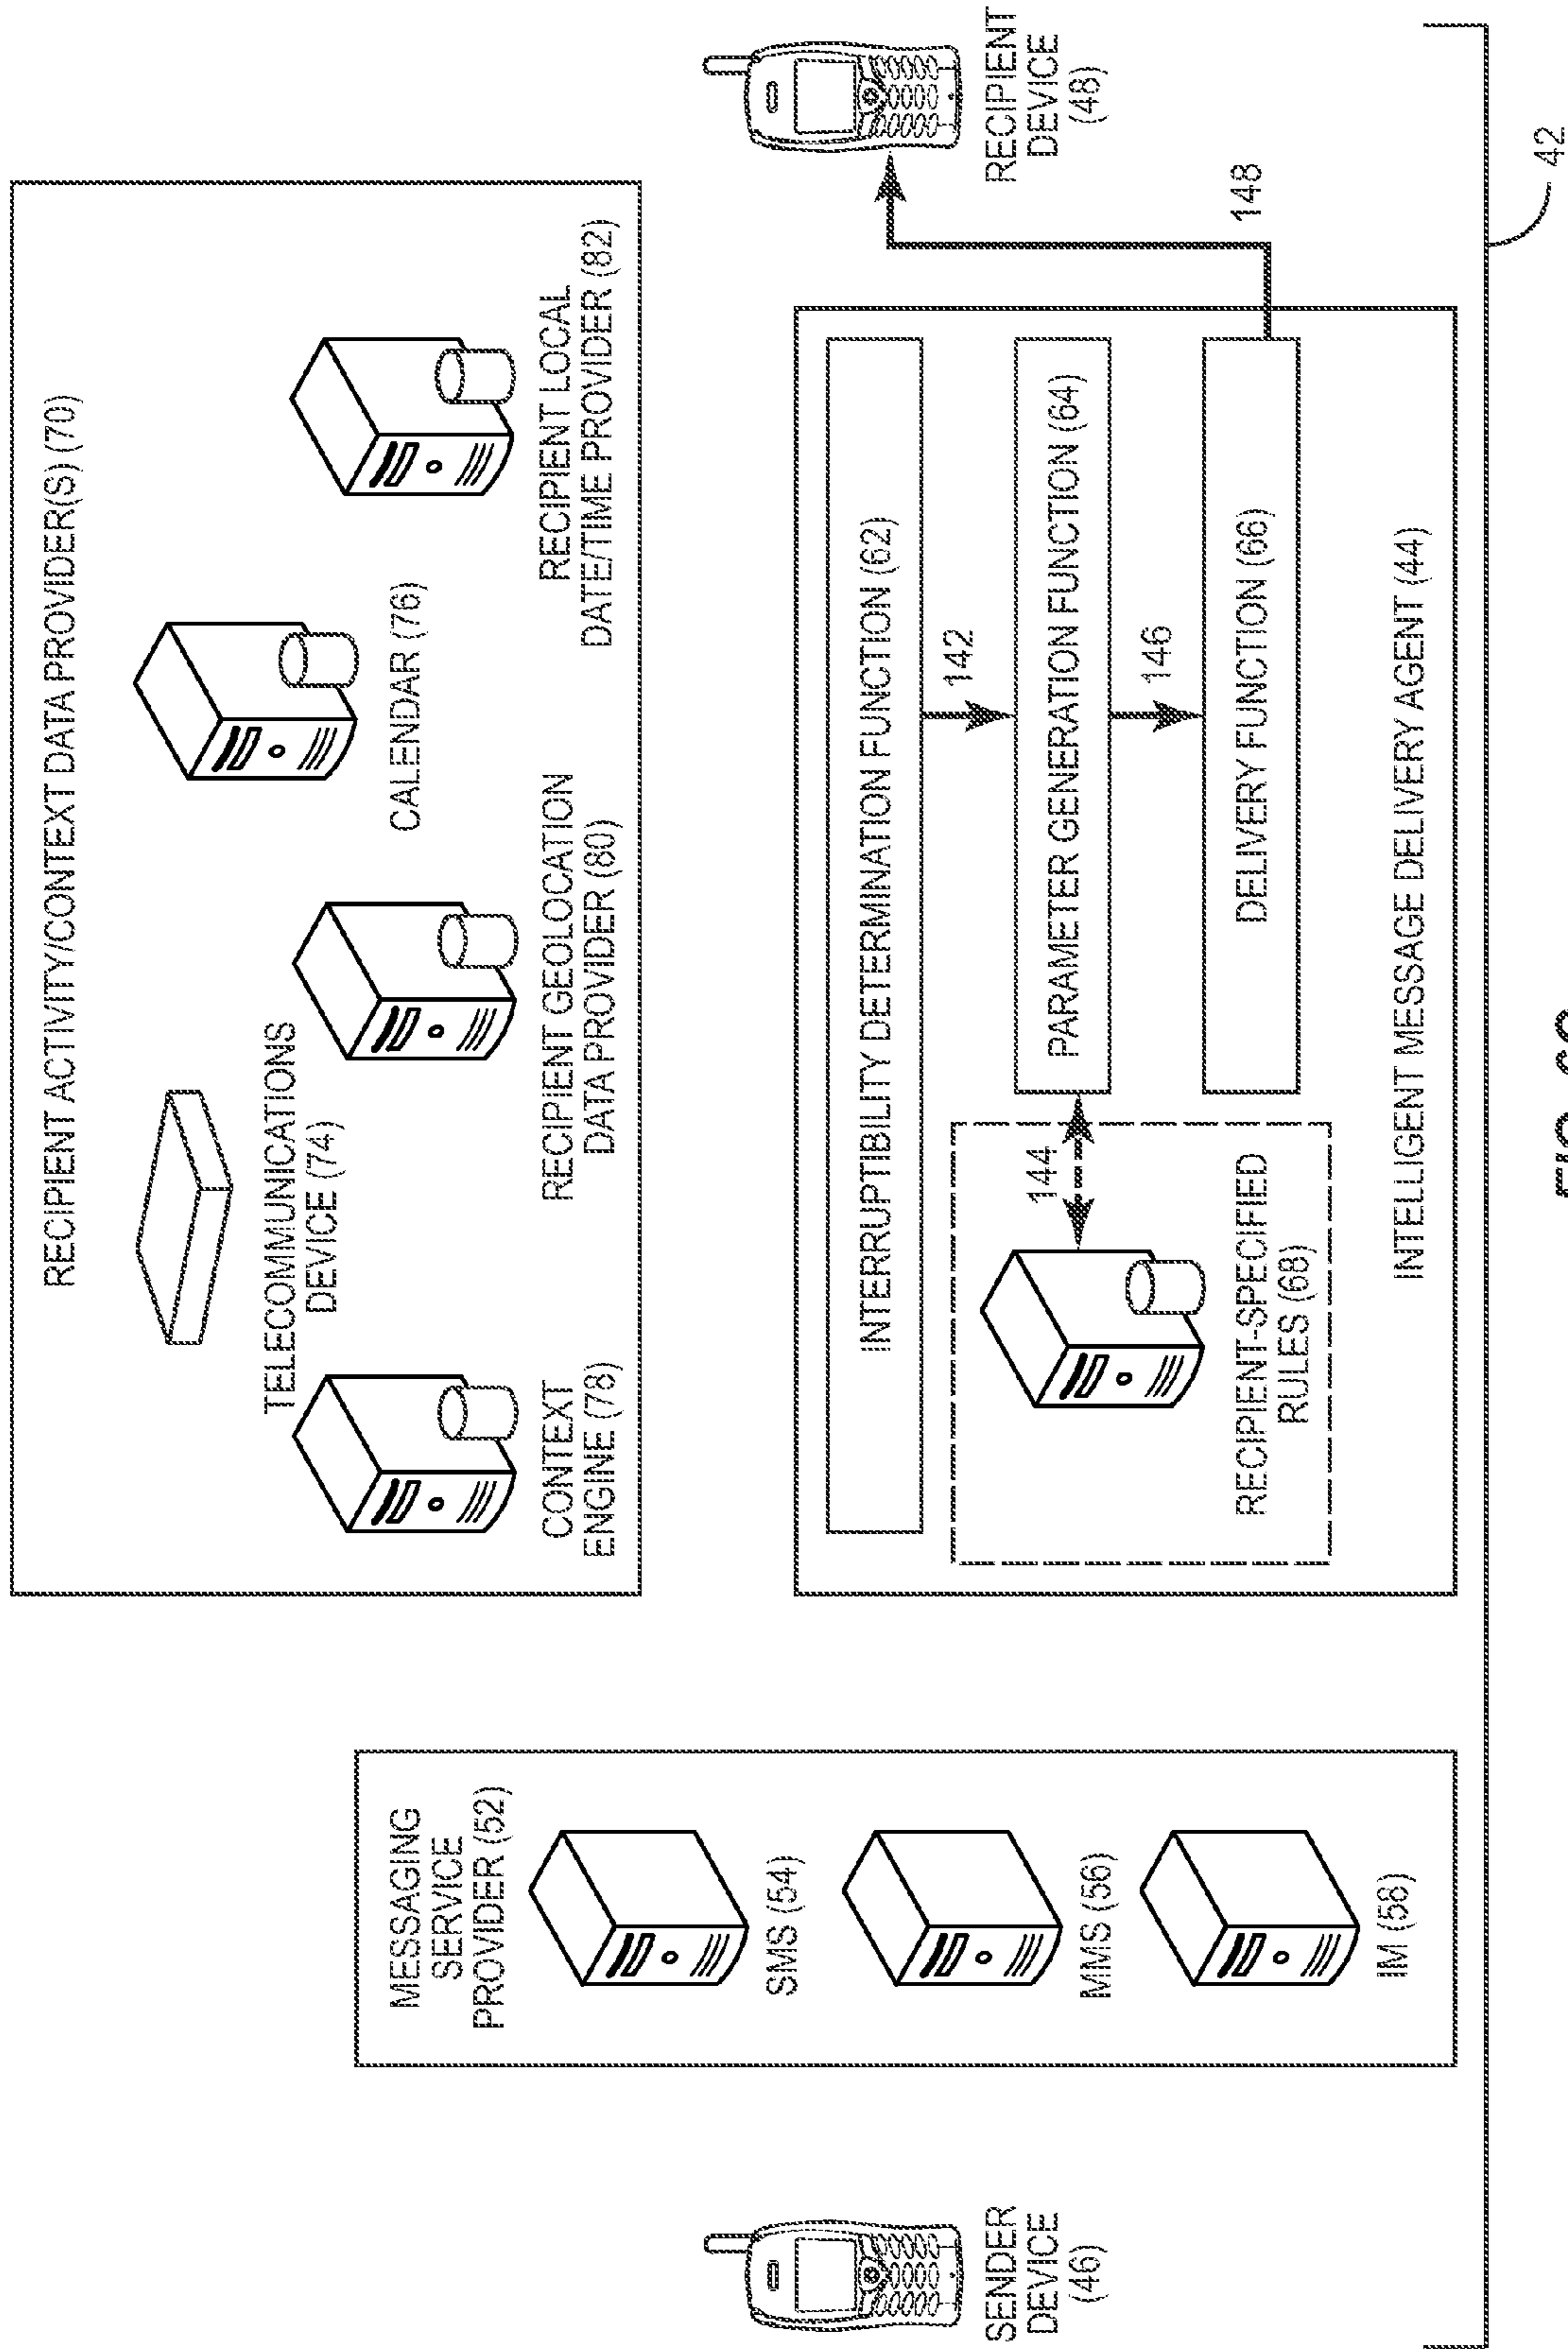 RECIPIENT ACTIVITY/CONTEXT DATA PROVIDER(S) (70)
TELECOMMUNICATIONS
DEVICE (74)
CALENDAR (76)
CONTEXT
ENGINE (78)
RECIPIENT GEOLOCATION
DATA PROVIDER (80)
RECIPIENT LOCAL
DATE/TIME PROVIDER (82)
MESSAGING
SERVICE
PROVIDER (52)
SMS (54)
MMS (56)
IM (58)
SENDER
DEVICE
(46)
INTERRUPTIBILITY DETERMINATION FUNCTION (62)
142
144
PARAMETER GENERATION FUNCTION (64)
146
RECIPIENT-SPECIFIED
RULES (68)
DELIVERY FUNCTION (66)
INTELLIGENT MESSAGE DELIVERY AGENT (44)
148
RECIPIENT
DEVICE
(48)
42